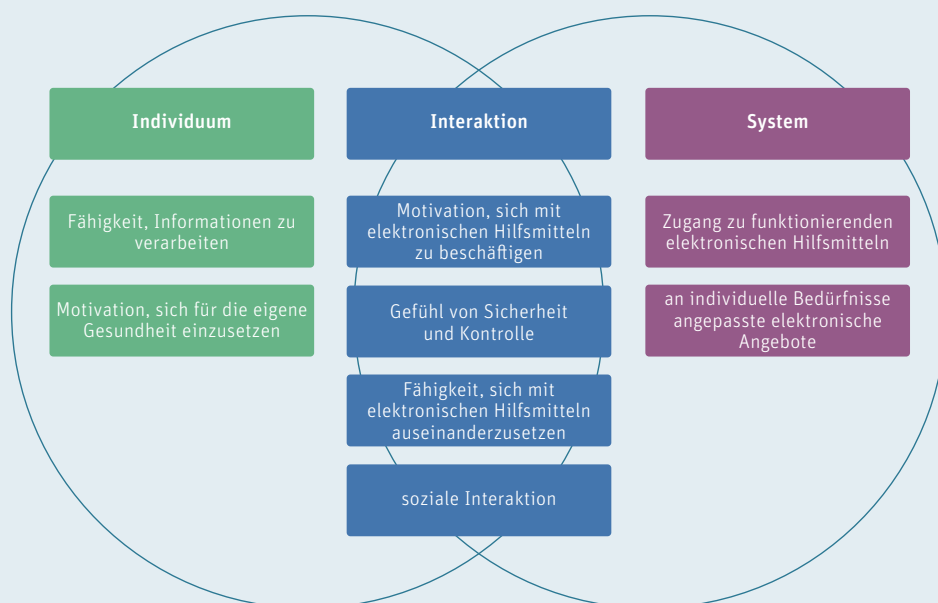 Individuum
Fähigkeit, Informationen zu
verarbeiten
Motivation, sich für die eigene
Gesundheit einzusetzen
Interaktion
Motivation, sich mit
elektronischen Hilfsmitteln
zu beschäftigen
Gefühl von Sicherheit
und Kontrolle
Fähigkeit, sich mit
elektronischen Hilfsmitteln
auseinanderzusetzen
soziale Interaktion
System
Zugang zu funktionierenden
elektronischen Hilfsmitteln
an individuelle Bedürfnisse
angepasste elektronische
Angebote